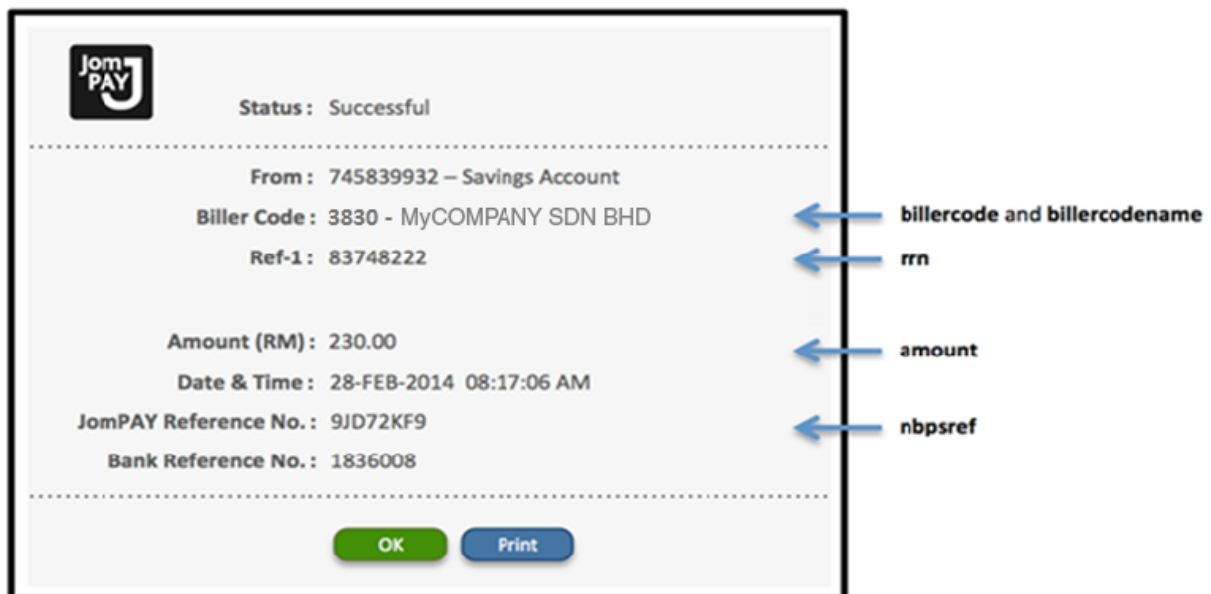 Jom
PAY
Status : Successful
From : 745839932 – Savings Account
Biller Code : 3830 - MyCOMPANY SDN BHD
billercode and billercodename
Ref-1 : 83748222
rrn
Amount (RM) : 230.00
amount
Date & Time : 28-FEB-2014 08:17:06 AM
JomPAY Reference No. : 9JD72KF9
nbpsref
Bank Reference No. : 1836008
OK
Print